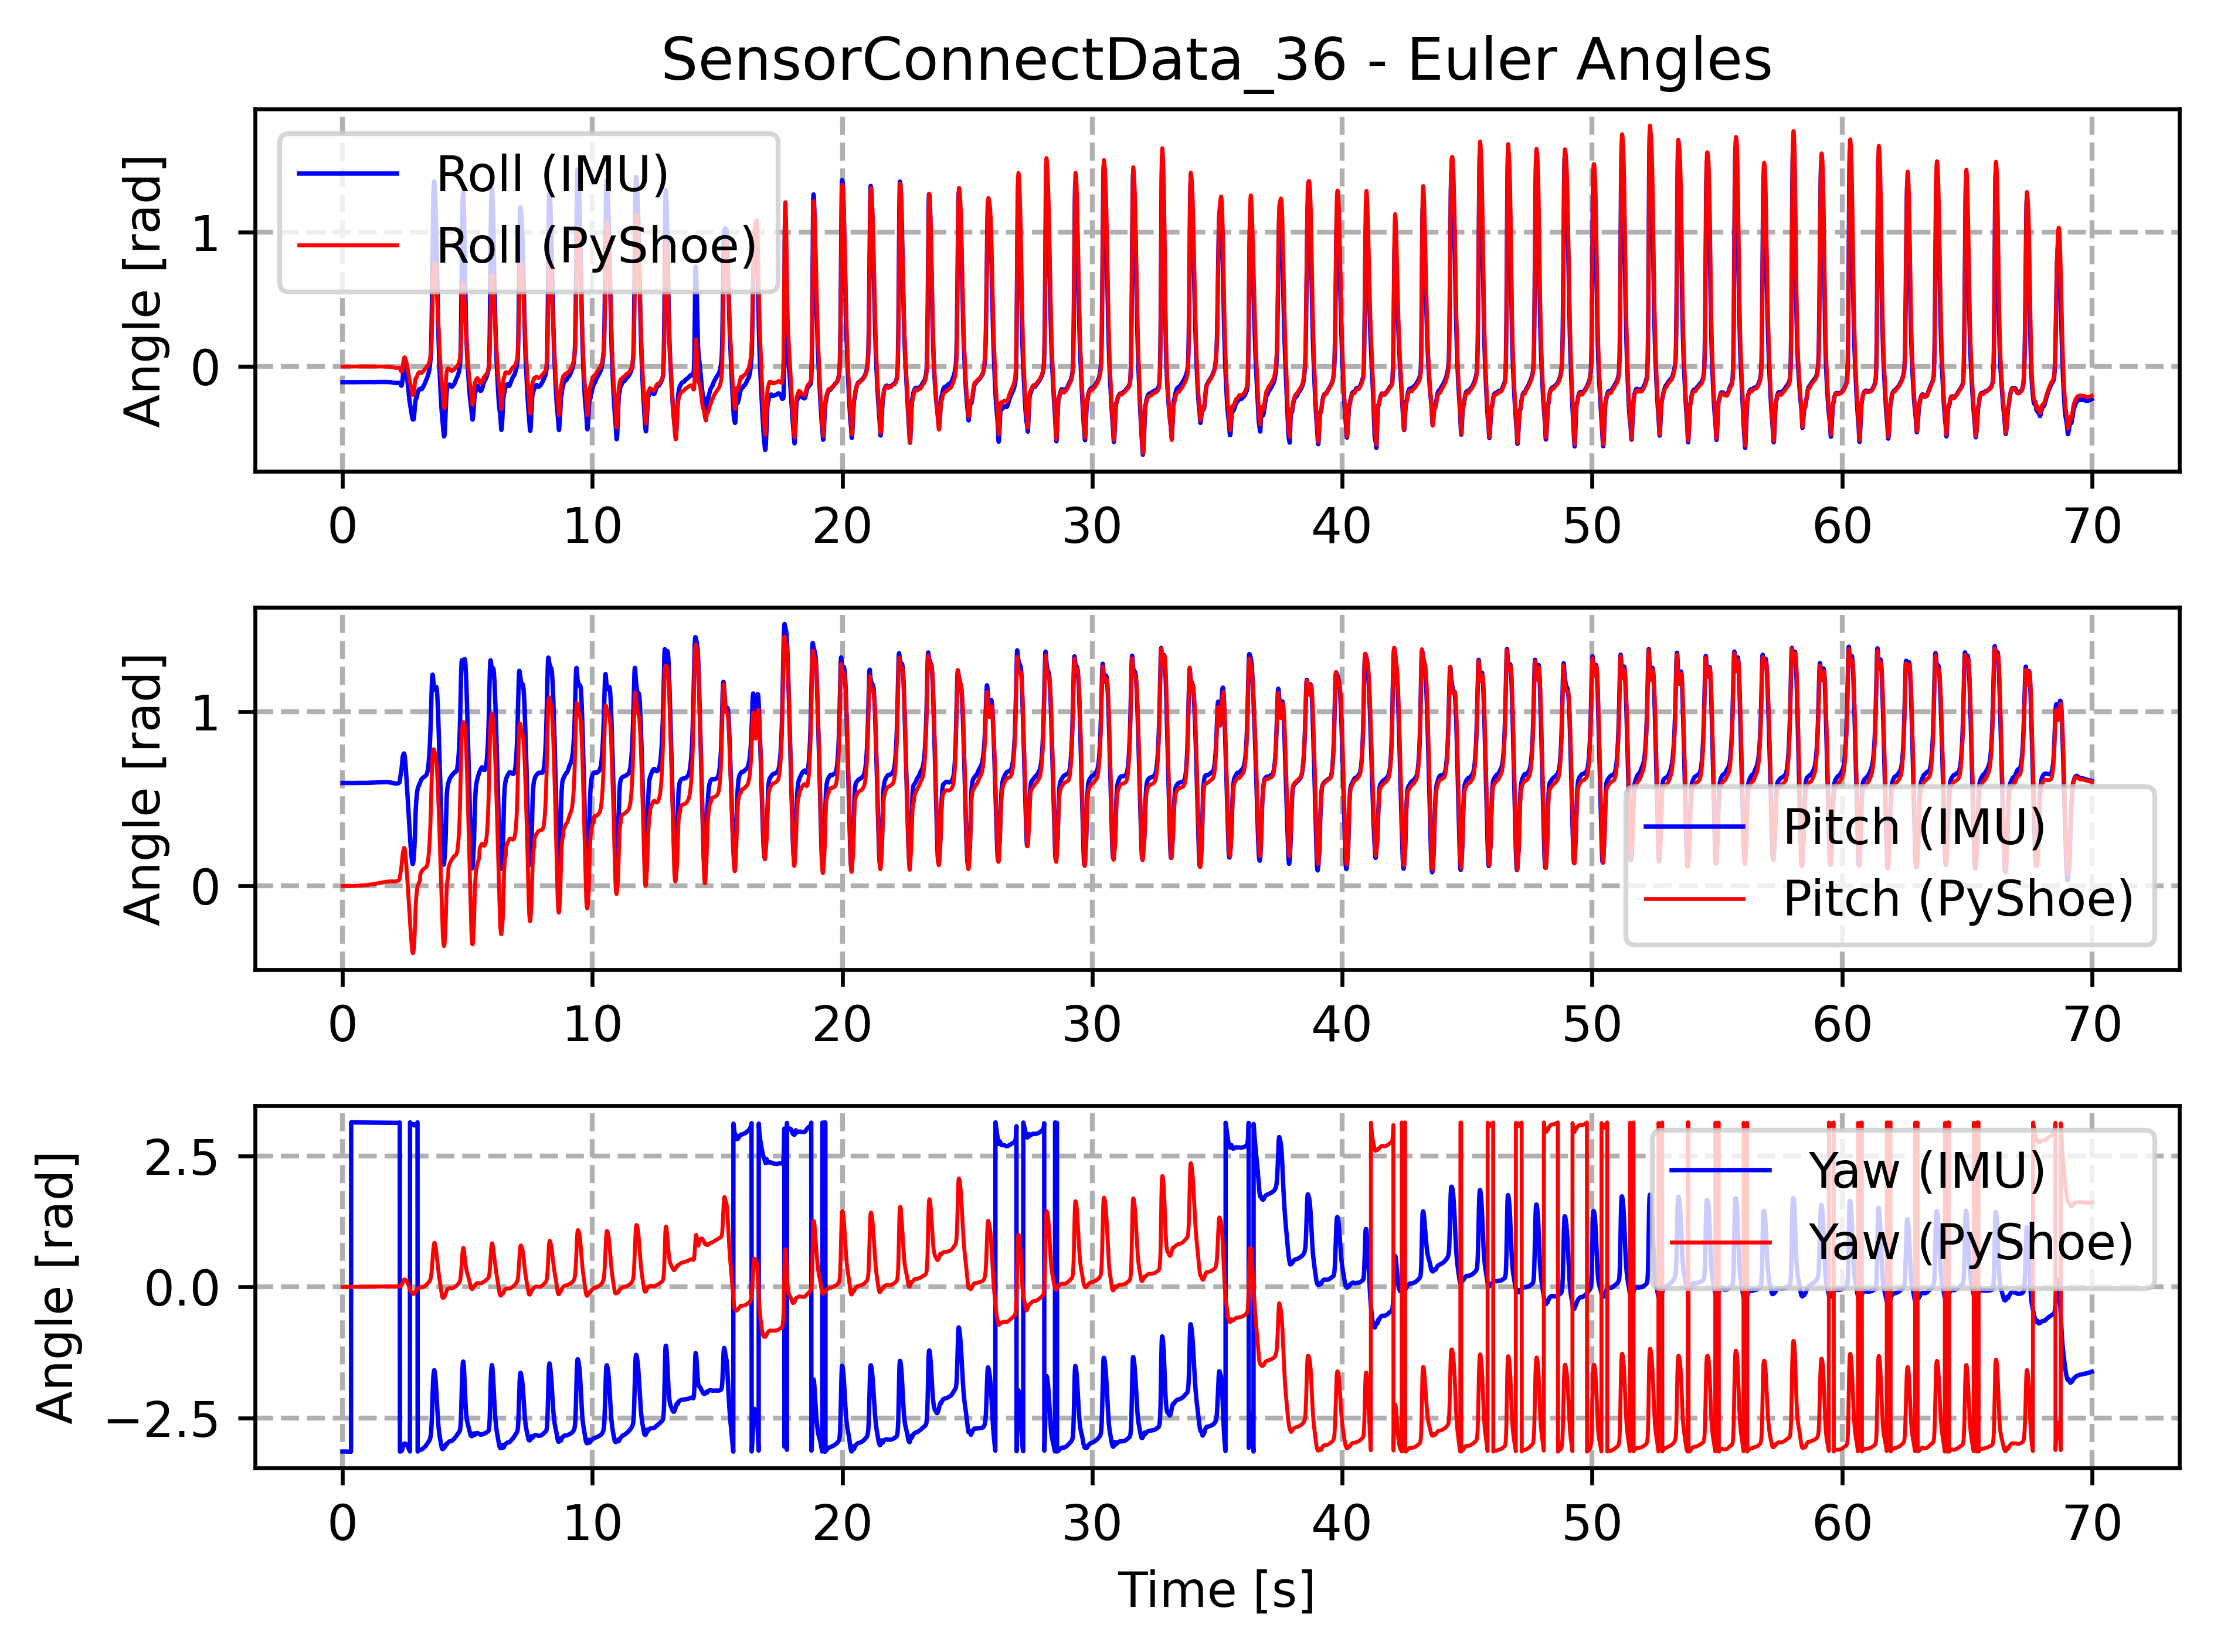 SensorConnectData_36 - Euler Angles
Angle [rad]
1
0
Roll (IMU)
Roll (PyShoe)
0 10 20 30 40 50 60 70
Angle [rad]
1
0
Pitch (IMU)
Pitch (PyShoe)
0 10 20 30 40 50 60 70
Angle [rad]
2.5
0.0
−2.5
Yaw (IMU)
Yaw (PyShoe)
0 10 20 30 40 50 60 70
Time [s]